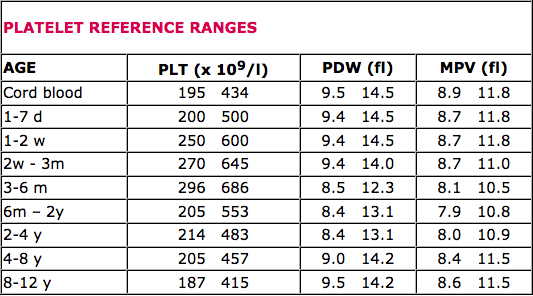 PLATELET REFERENCE RANGES
AGE PLT (x 10⁹/l) PDW (fl) MPV (fl)
Cord blood 195 434 9.5 14.5 8.9 11.8
1-7 d 200 500 9.4 14.5 8.7 11.8
1-2 w 250 600 9.4 14.5 8.7 11.8
2w - 3m 270 645 9.4 14.0 8.7 11.0
3-6 m 296 686 8.5 12.3 8.1 10.5
6m – 2y 205 553 8.4 13.1 7.9 10.8
2-4 y 214 483 8.4 13.1 8.0 10.9
4-8 y 205 457 9.0 14.2 8.4 11.5
8-12 y 187 415 9.5 14.2 8.6 11.5